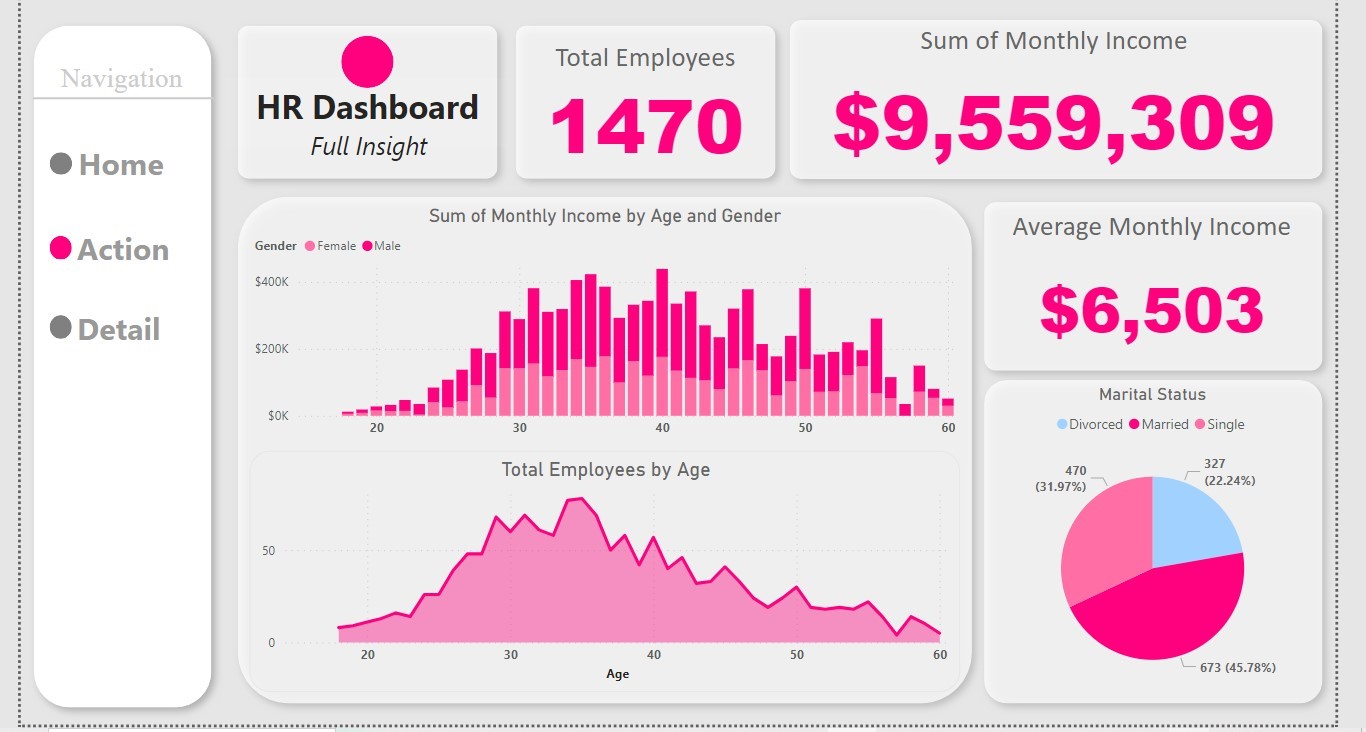 Navigation
Home
Action
Detail
HR Dashboard
Full Insight
Total Employees
1470
Sum of Monthly Income
$9,559,309
Sum of Monthly Income by Age and Gender
Gender Female Male
$400K
$200K
$0K
20 30 40 50 60
Total Employees by Age
50
0
20 30 40 50 60
Age
Average Monthly Income
$6,503
Marital Status
Divorced Married Single
327
(22.24%)
470
(31.97%)
673 (45.78%)